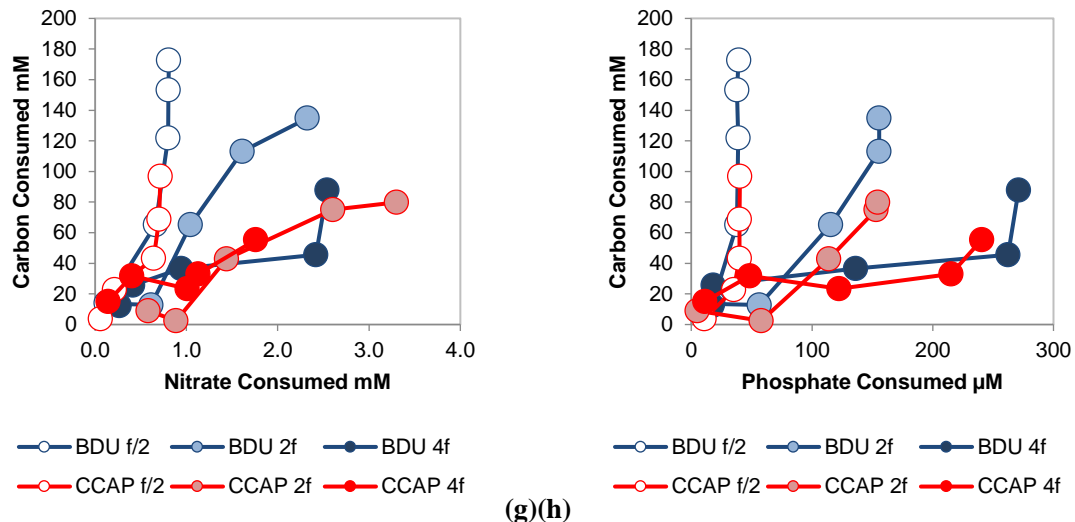 Carbon Consumed mM
200
180
160
140
120
100
80
60
40
20
0
0.0 1.0 2.0 3.0 4.0
Nitrate Consumed mM
BDU f/2 BDU 2f BDU 4f
CCAP f/2 CCAP 2f CCAP 4f
Carbon Consumed mM
200
180
160
140
120
100
80
60
40
20
0
0 100 200 300
Phosphate Consumed µM
BDU f/2 BDU 2f BDU 4f
CCAP f/2 CCAP 2f CCAP 4f
(g)(h)